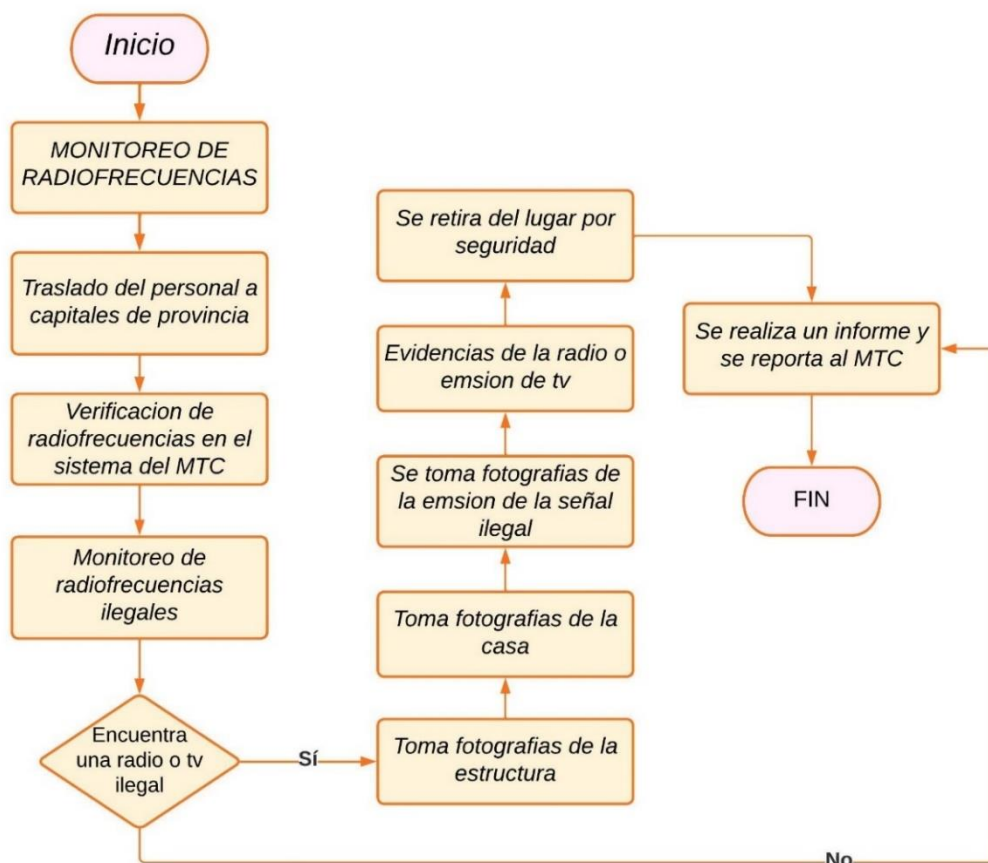 Inicio
MONITOREO DE
RADIOFRECUENCIAS
Traslado del personal a
capitales de provincia
Verificacion de
radiofrecuencias en el
sistema del MTC
Monitoreo de
radiofrecuencias
ilegales
Encuentra
una radio o tv
ilegal
Sí
Toma fotografias de la
estructura
Toma fotografias de la
casa
Se toma fotografias de
la emsion de la señal
ilegal
Evidencias de la radio o
emsion de tv
Se retira del lugar por
seguridad
Se realiza un informe y
se reporta al MTC
FIN
No